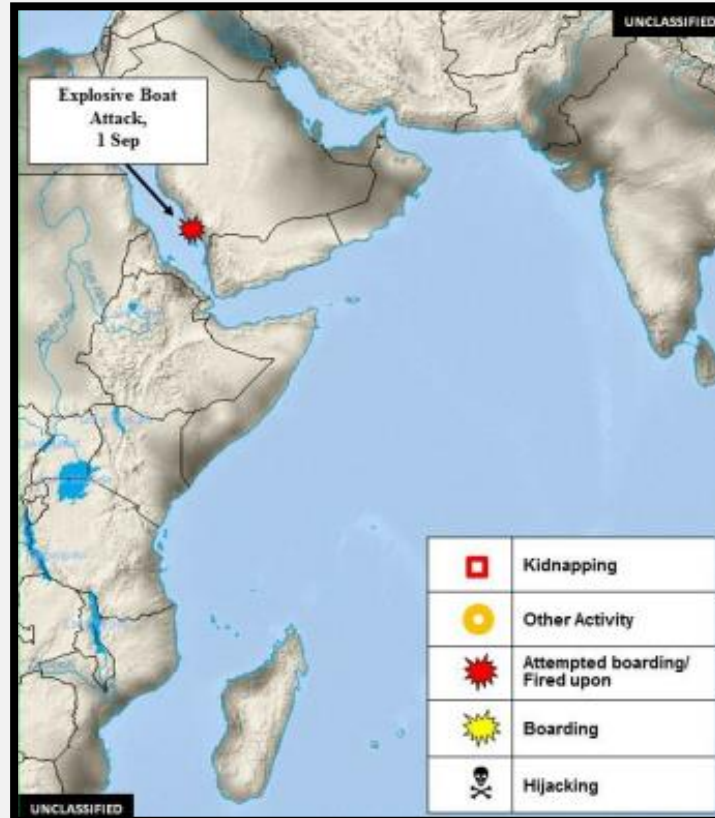 UNCLASSIFIED
Explosive Boat
Attack,
1 Sep
Kidnapping
Other Activity
Attempted boarding/
Fired upon
Boarding
Hijacking
UNCLASSIFIED